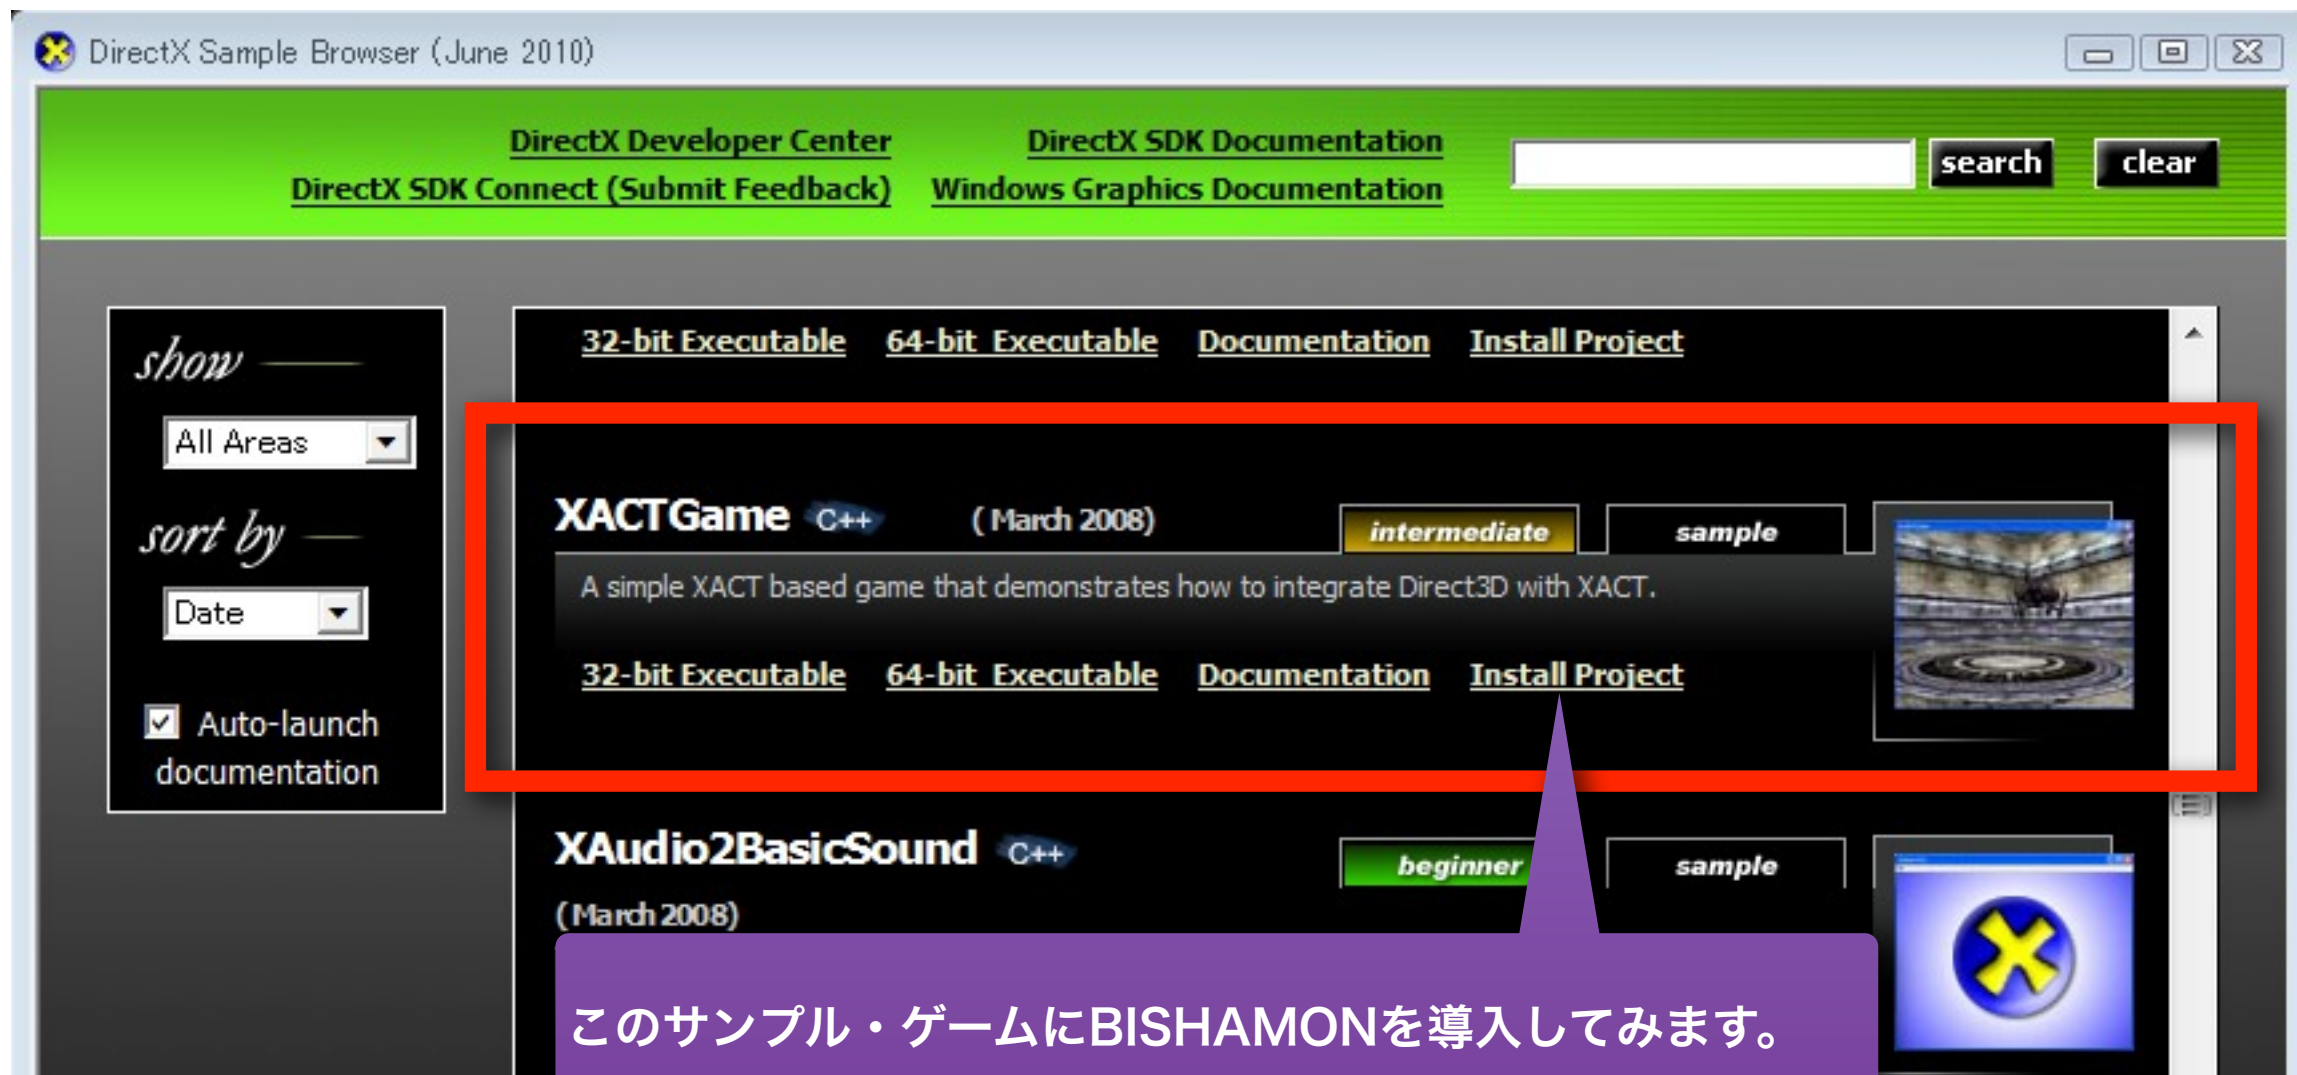 DirectX Sample Browser (June 2010)
DirectX Developer Center
DirectX SDK Documentation
search
clear
DirectX SDK Connect (Submit Feedback)
Windows Graphics Documentation
show
All Areas
sort by
Date
Auto-launch
documentation
32-bit Executable 64-bit Executable Documentation Install Project
XACTGame C++ (March 2008)
intermediate
sample
A simple XACT based game that demonstrates how to integrate Direct3D with XACT.
32-bit Executable 64-bit Executable Documentation Install Project
XAudio2BasicSound C++
beginner
sample
(March 2008)
このサンプル・ゲームにBISHAMONを導入してみます。